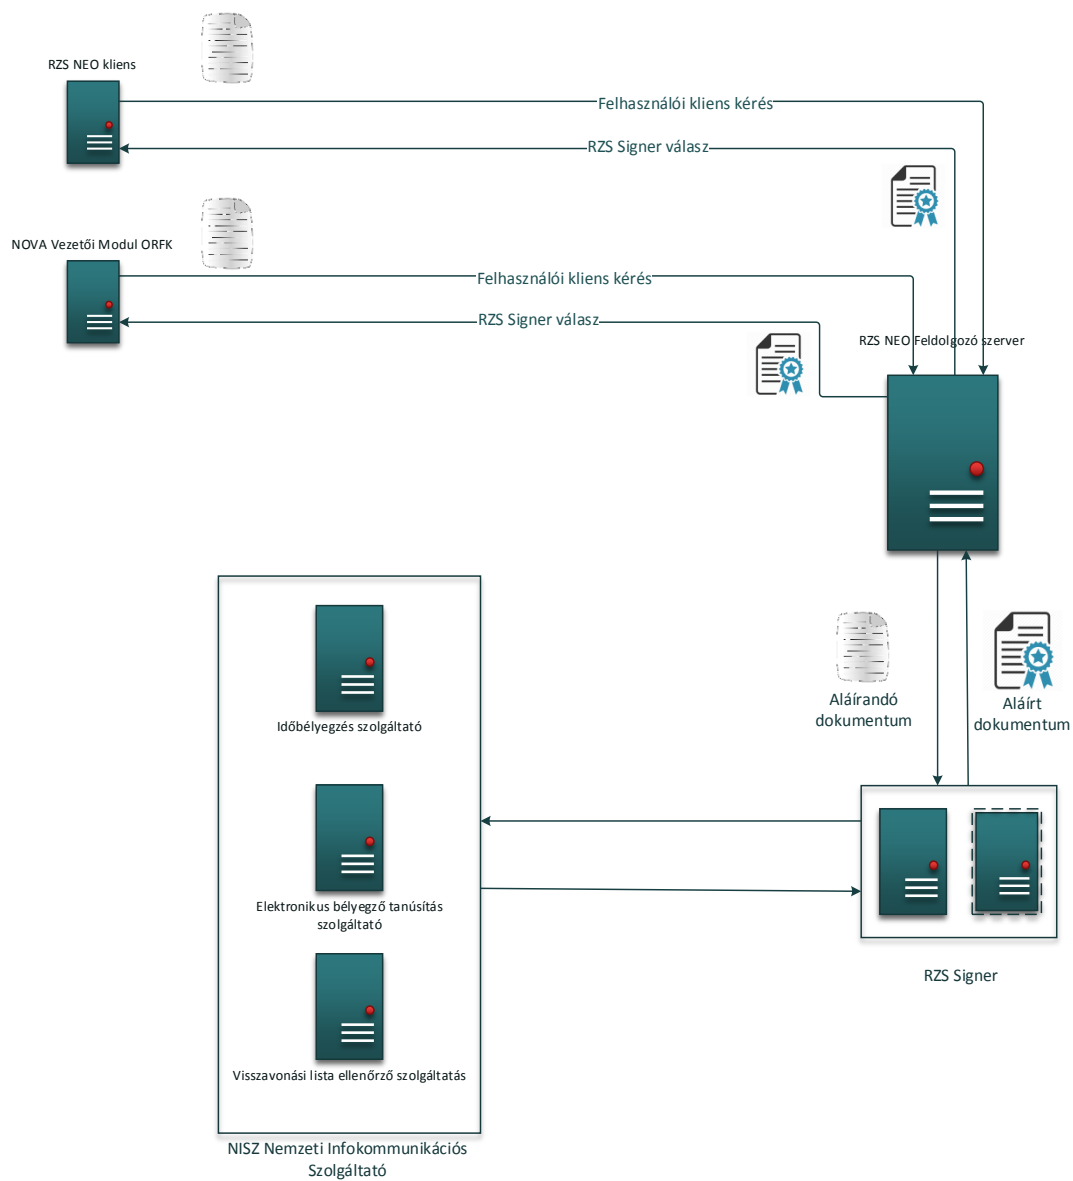 RZS NEO kliens
Felhasználói kliens kérés
RZS Signer válasz
NOVA Vezetői Modul ORFK
Felhasználói kliens kérés
RZS Signer válasz
RZS NEO Feldolgozó szerver
Időbélyegzés szolgáltató
Aláírandó
dokumentum
Aláírt
dokumentum
Elektronikus bélyegző tanúsítás
szolgáltató
RZS Signer
Visszavonási lista ellenőrző szolgáltatás
NISZ Nemzeti Infokommunikációs
Szolgáltató